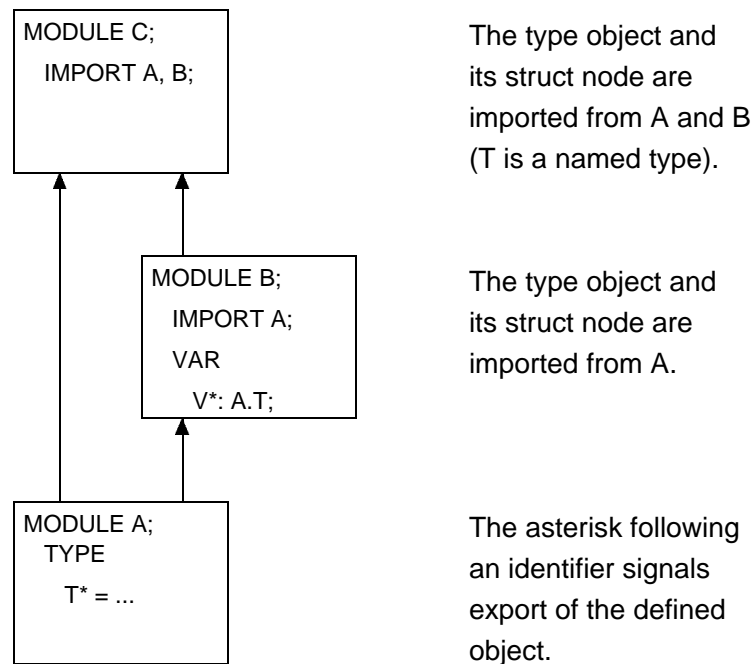 MODULE C;
IMPORT A, B;
The type object and
its struct node are
imported from A and B
(T is a named type).
MODULE B;
IMPORT A;
VAR
V*: A.T;
The type object and
its struct node are
imported from A.
MODULE A;
TYPE
T* = ...
The asterisk following
an identifier signals
export of the defined
object.